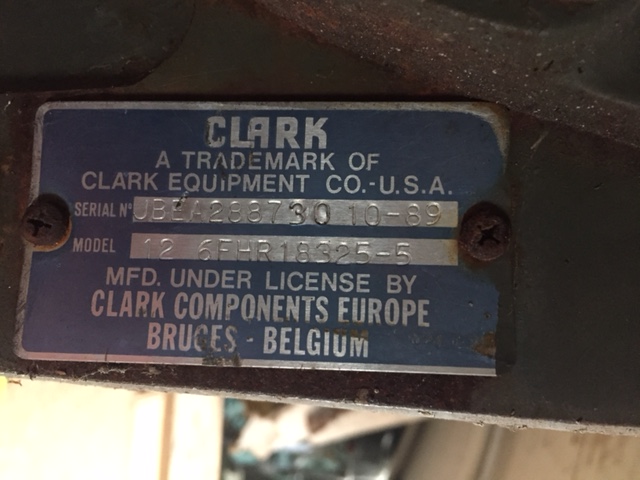 CLARK
A TRADEMARK OF
CLARK EQUIPMENT CO.-U.S.A.
SERIAL Nº JBEA288730 10-89
MODEL 12 6FHR18325-5
MFD. UNDER LICENSE BY
CLARK COMPONENTS EUROPE
BRUGES - BELGIUM